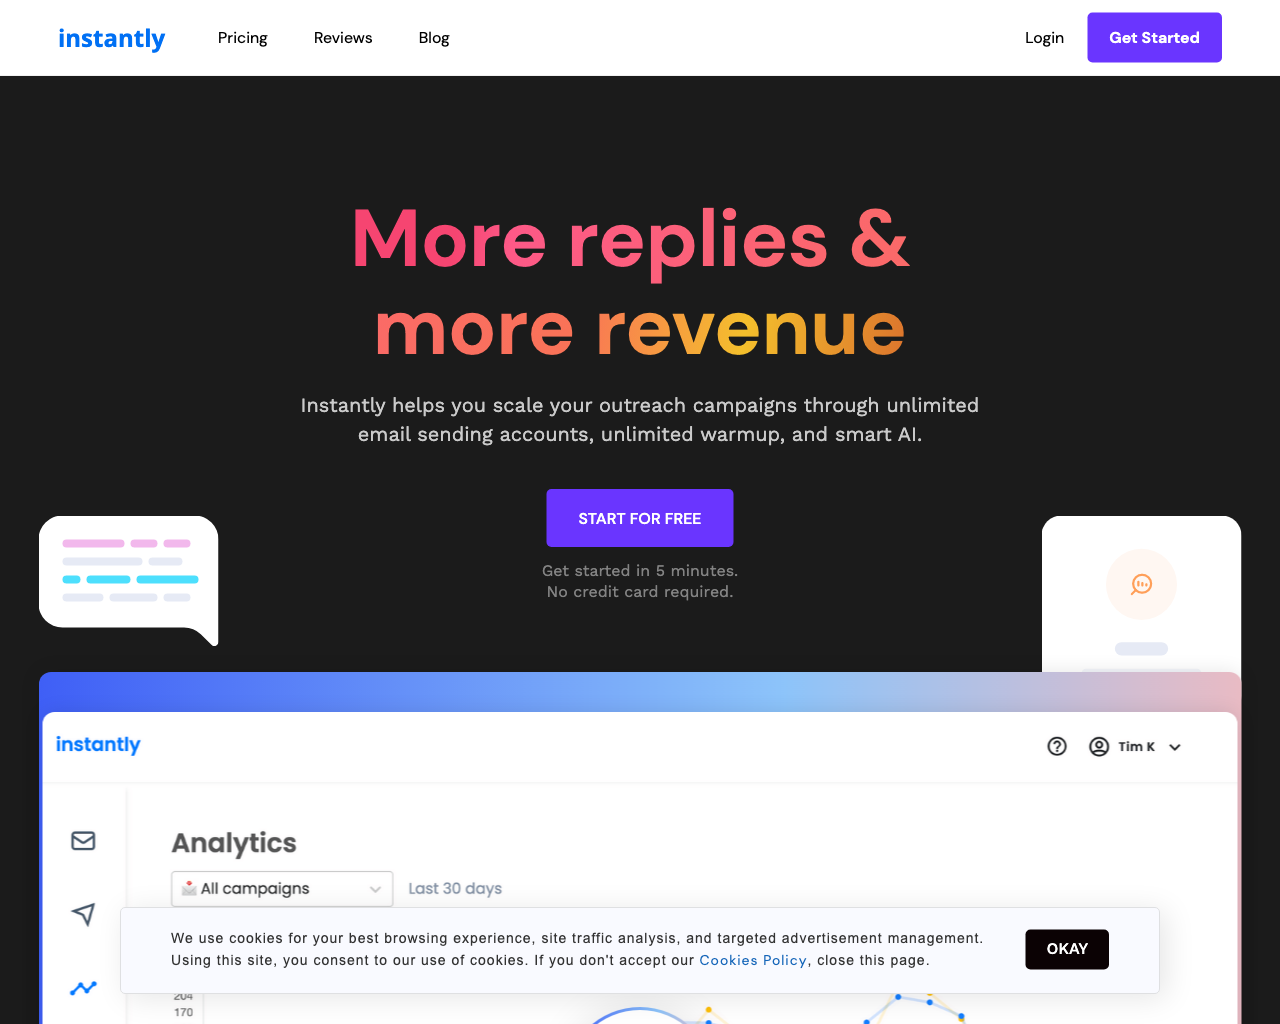 instantly
Pricing
Reviews
Blog
Login
Get Started
More replies &
more revenue
Instantly helps you scale your outreach campaigns through unlimited
email sending accounts, unlimited warmup, and smart AI.
START FOR FREE
Get started in 5 minutes.
No credit card required.
instantly
Tim K
Analytics
All campaigns
Last 30 days
We use cookies for your best browsing experience, site traffic analysis, and targeted advertisement management.
Using this site, you consent to our use of cookies. If you don't accept our Cookies Policy, close this page.
OKAY
204
170